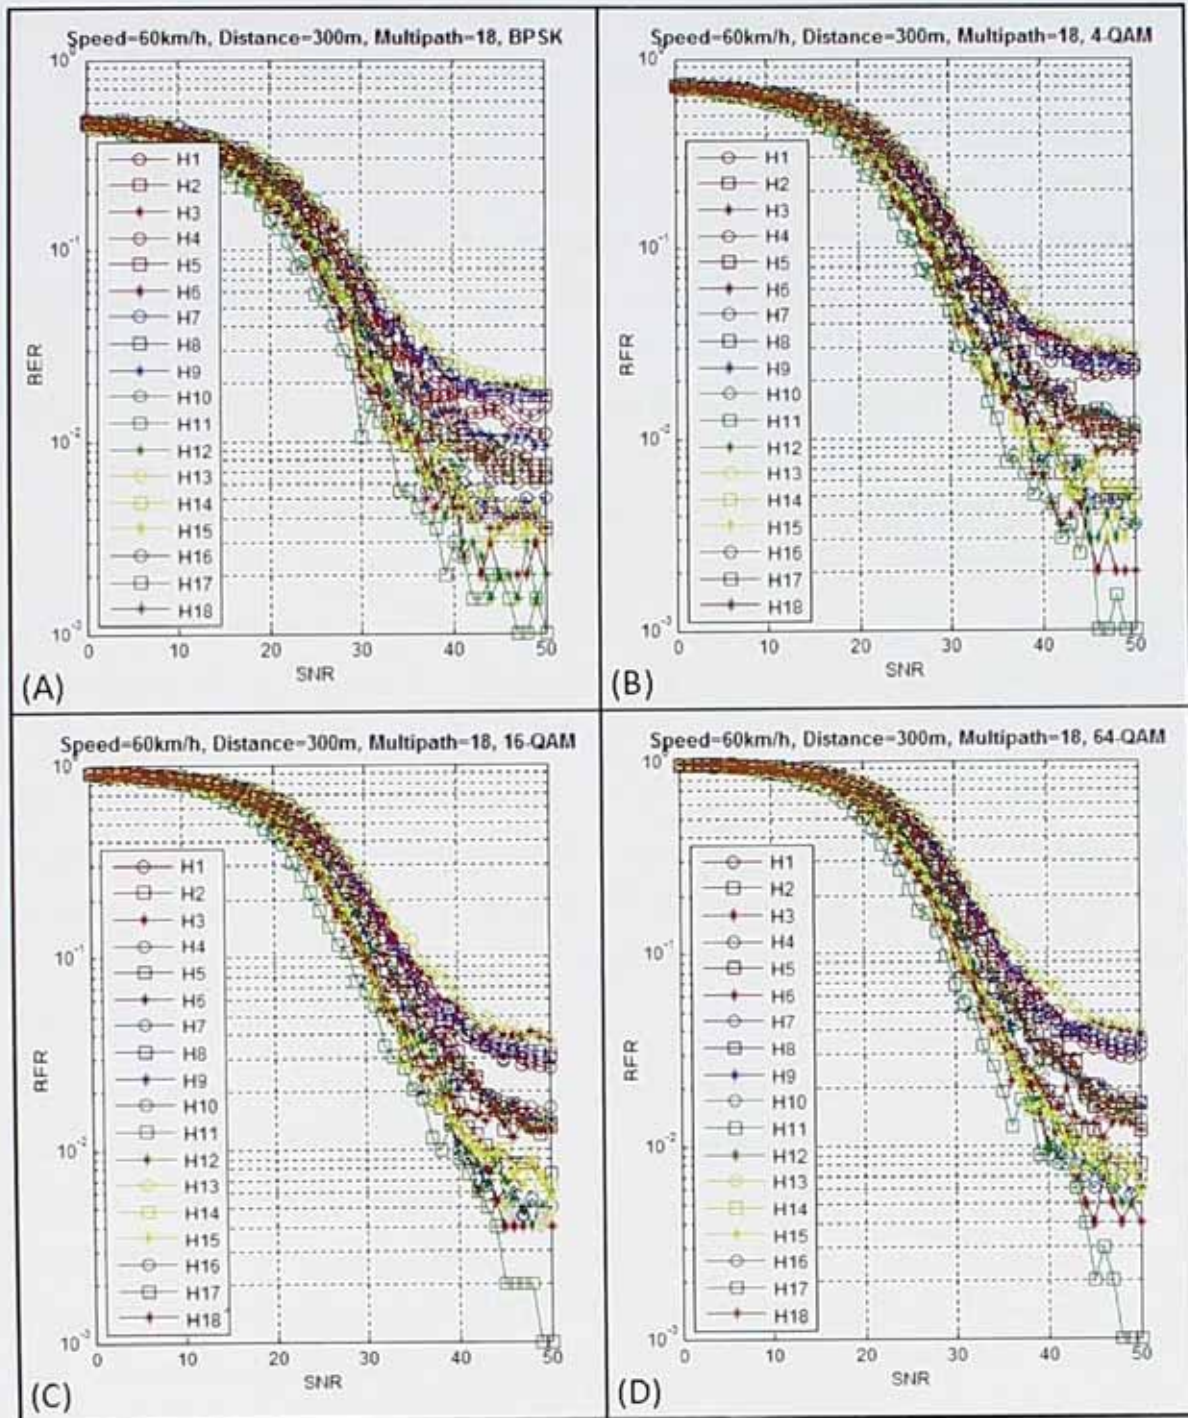 Speed=60km/h, Distance=300m, Multipath=18, BPSK
10^0
10^-1
10^-2
10^-3
BER
H1
H2
H3
H4
H5
H6
H7
H8
H9
H10
H11
H12
H13
H14
H15
H16
H17
H18
0 10 20 30 40 50
SNR
(A)
Speed=60km/h, Distance=300m, Multipath=18, 4-QAM
10^0
10^-1
10^-2
10^-3
BER
H1
H2
H3
H4
H5
H6
H7
H8
H9
H10
H11
H12
H13
H14
H15
H16
H17
H18
0 10 20 30 40 50
SNR
(B)
Speed=60km/h, Distance=300m, Multipath=18, 16-QAM
10^0
10^-1
10^-2
10^-3
BER
H1
H2
H3
H4
H5
H6
H7
H8
H9
H10
H11
H12
H13
H14
H15
H16
H17
H18
0 10 20 30 40 50
SNR
(C)
Speed=60km/h, Distance=300m, Multipath=18, 64-QAM
10^0
10^-1
10^-2
10^-3
BER
H1
H2
H3
H4
H5
H6
H7
H8
H9
H10
H11
H12
H13
H14
H15
H16
H17
H18
0 10 20 30 40 50
SNR
(D)